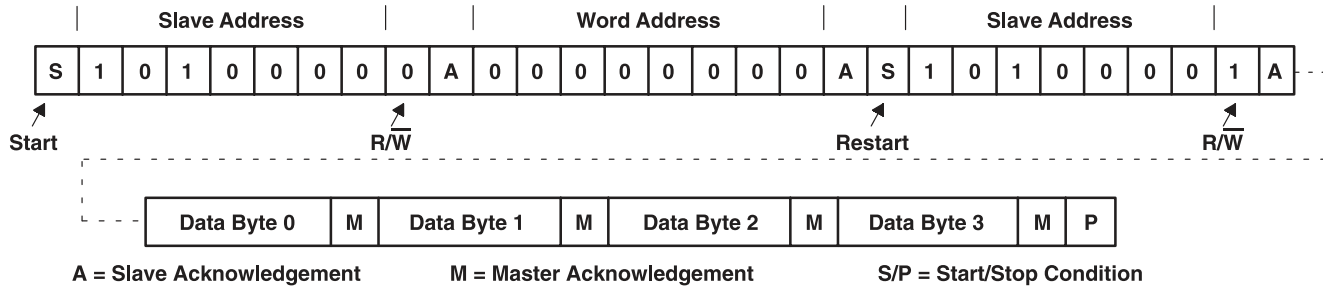 Slave Address Word Address Slave Address
S 1 0 1 0 0 0 0 0 A 0 0 0 0 0 0 0 0 A S 1 0 1 0 0 0 0 1 A
Start R/W Restart R/W
Data Byte 0 M Data Byte 1 M Data Byte 2 M Data Byte 3 M P
A = Slave Acknowledgement M = Master Acknowledgement S/P = Start/Stop Condition